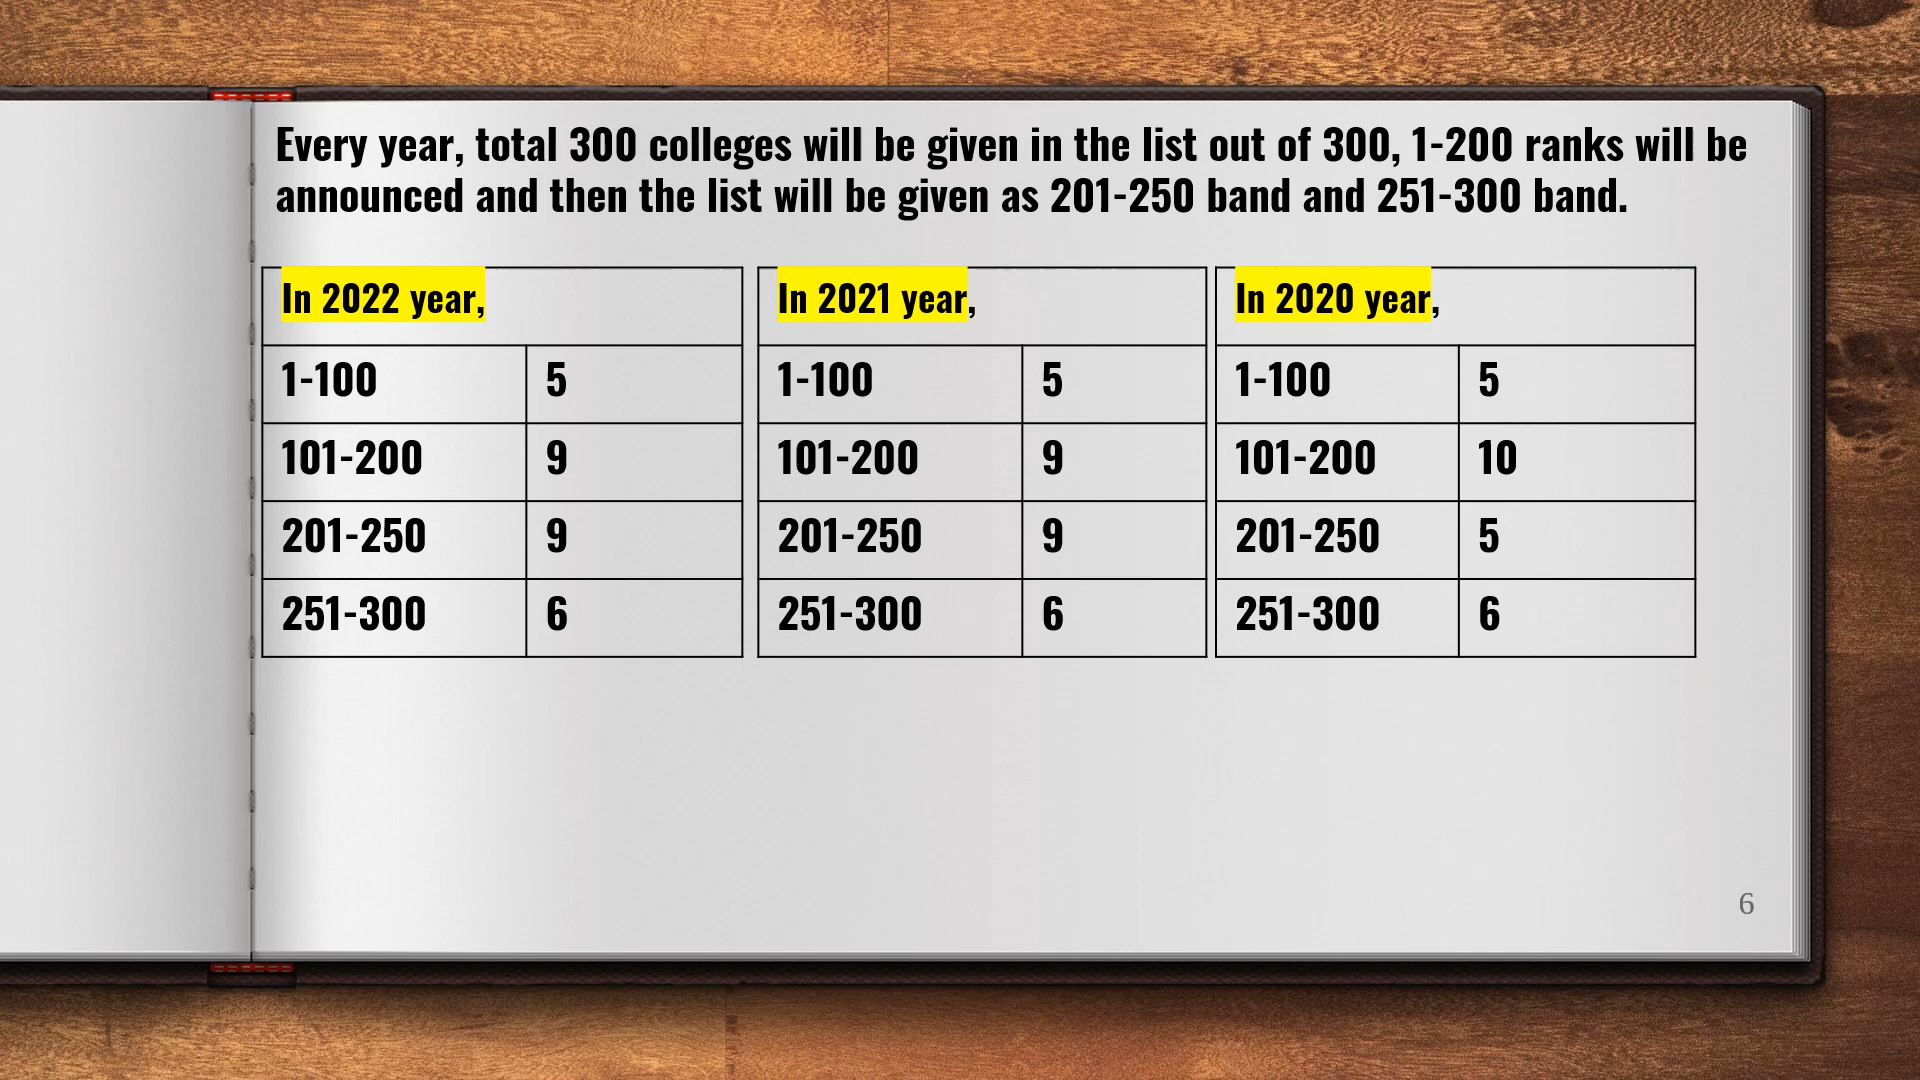 Every year, total 300 colleges will be given in the list out of 300, 1-200 ranks will be
announced and then the list will be given as 201-250 band and 251-300 band.
In 2022 year,
1-100 5
101-200 9
201-250 9
251-300 6
In 2021 year,
1-100 5
101-200 9
201-250 9
251-300 6
In 2020 year,
1-100 5
101-200 10
201-250 5
251-300 6
6